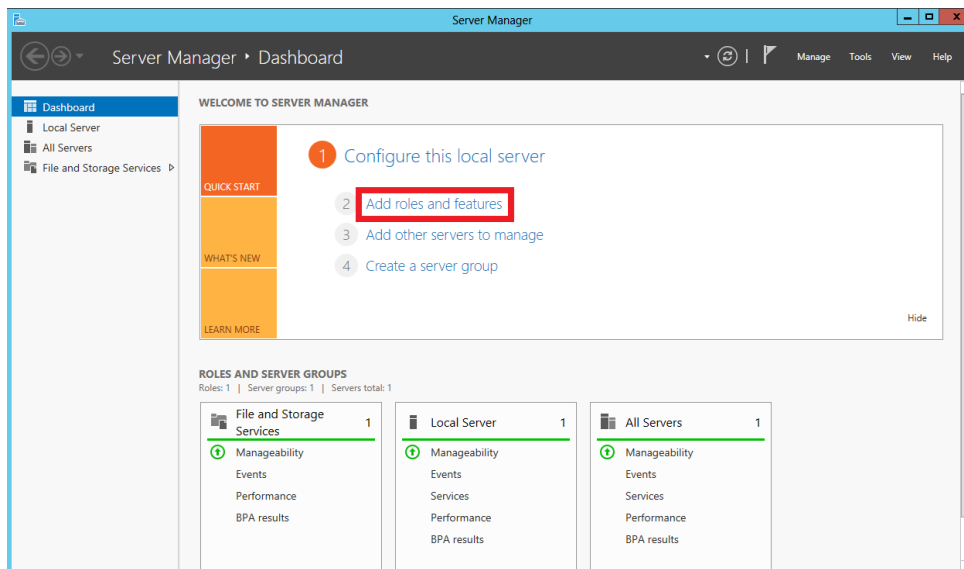 Server Manager
Server Manager ‣ Dashboard
Manage Tools View Help
Dashboard
Local Server
All Servers
File and Storage Services
WELCOME TO SERVER MANAGER
QUICK START
WHAT'S NEW
LEARN MORE
1 Configure this local server
2 Add roles and features
3 Add other servers to manage
4 Create a server group
Hide
ROLES AND SERVER GROUPS
Roles: 1 | Server groups: 1 | Servers total: 1
File and Storage
Services 1
Manageability
Events
Performance
BPA results
Local Server 1
Manageability
Events
Services
Performance
BPA results
All Servers 1
Manageability
Events
Services
Performance
BPA results